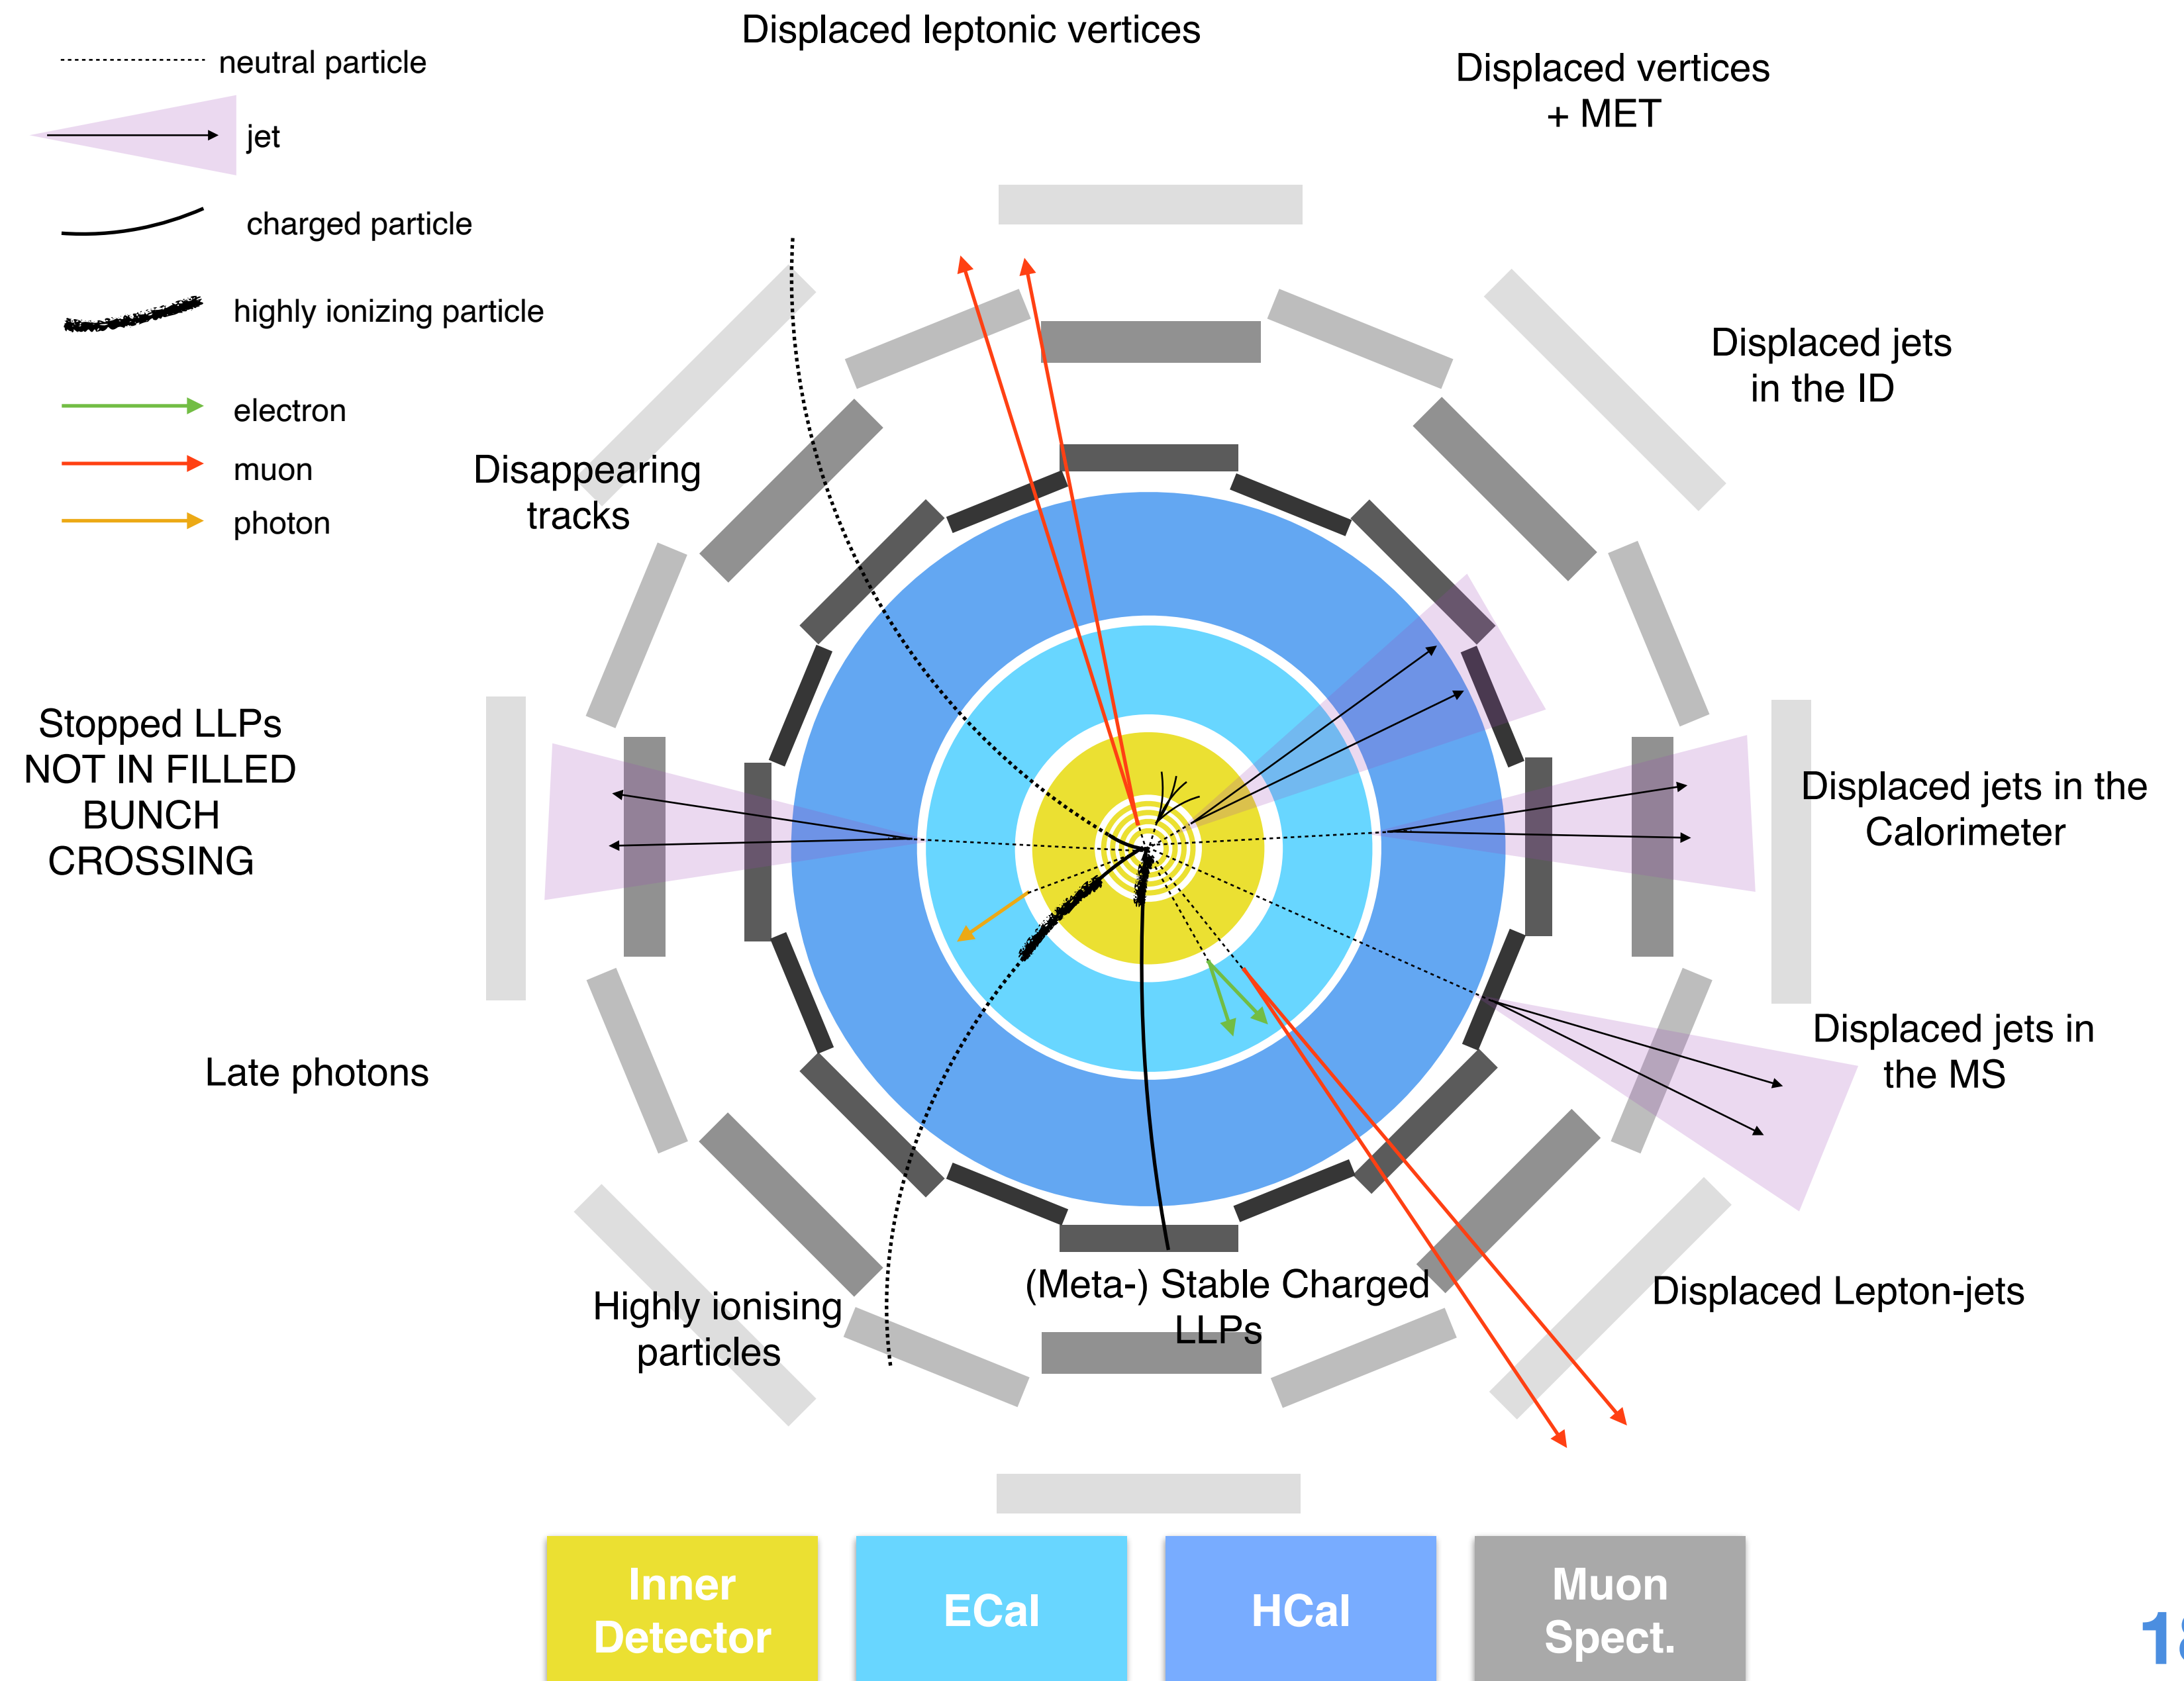 Displaced leptonic vertices
neutral particle
Displaced vertices
+ MET
jet
charged particle
highly ionizing particle
Displaced jets
in the ID
electron
muon
photon
Disappearing
tracks
Stopped LLPs
NOT IN FILLED
BUNCH
CROSSING
Displaced jets in the
Calorimeter
Displaced jets in
the MS
Late photons
(Meta-) Stable Charged
LLPs
Displaced Lepton-jets
Highly ionising
particles
Inner
Detector
ECal
HCal
Muon
Spect.